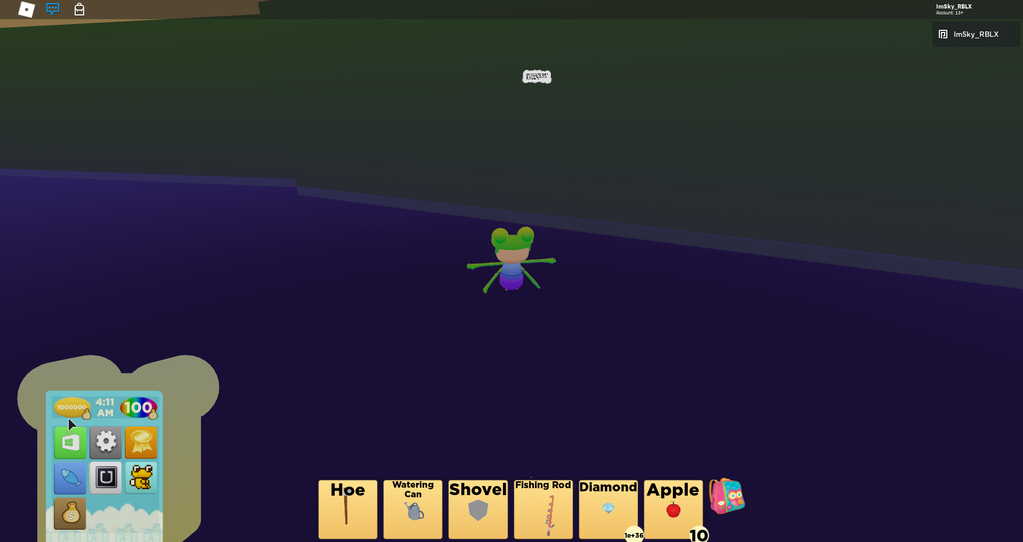 ImSky_RBLX
Account: 13+
ImSky_RBLX
1000000
4:11
AM
100
Hoe
Watering
Can
Shovel
Fishing Rod
Diamond
1e+36
Apple
10